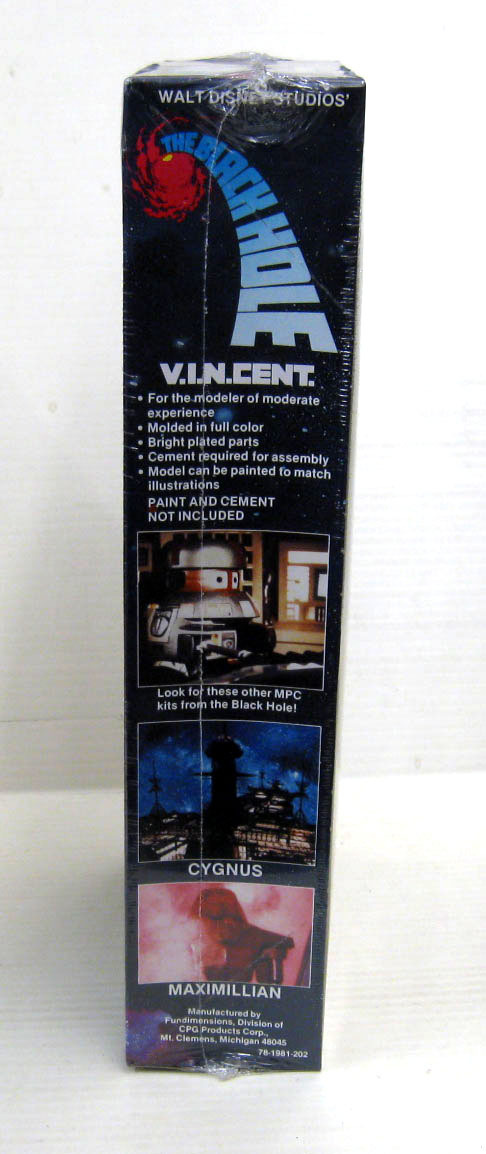 WALT DISNEY STUDIOS'
THE BLACK HOLE
V.I.N.CENT.
• For the modeler of moderate
experience
• Molded in full color
• Bright plated parts
• Cement required for assembly
• Model can be painted to match
illustrations
PAINT AND CEMENT
NOT INCLUDED
Look for these other MPC
kits from the Black Hole!
CYGNUS
MAXIMILLIAN
Manufactured by
Fundimensions, Division of
CPG Products Corp.,
Mt. Clemens, Michigan 48045
78-1981-202